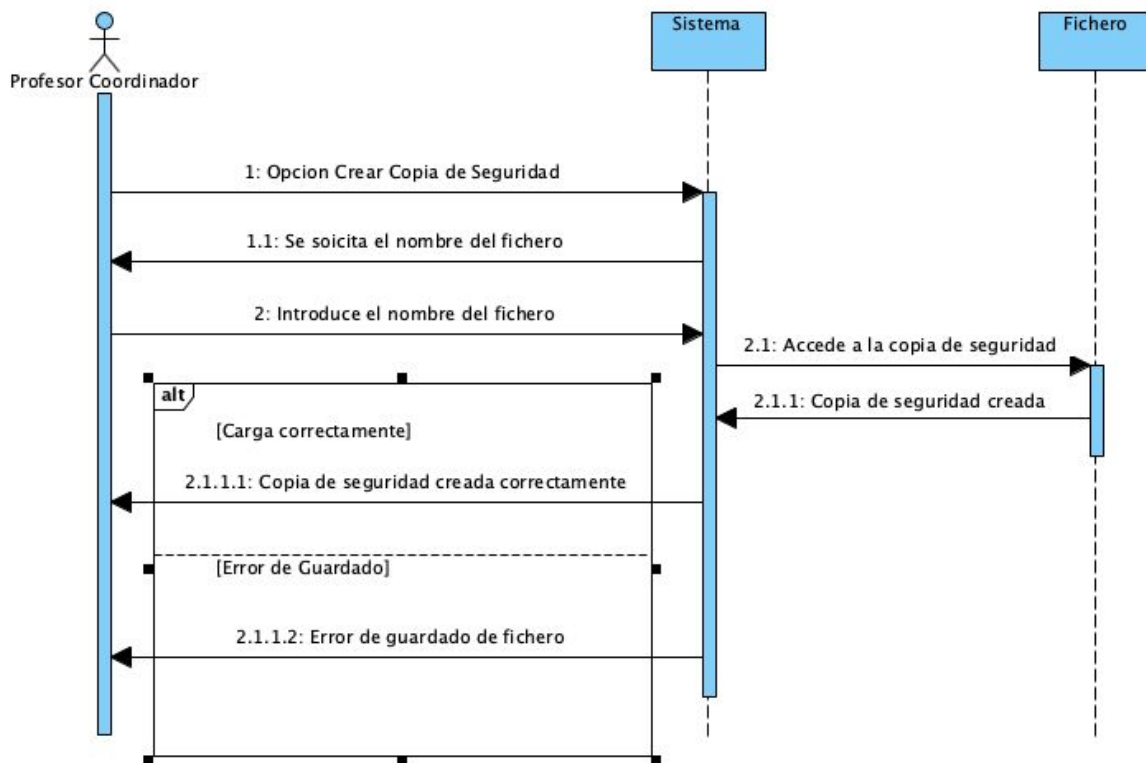 Sistema
Fichero
Profesor Coordinador
1: Opcion Crear Copia de Seguridad
1.1: Se soicita el nombre del fichero
2: Introduce el nombre del fichero
2.1: Accede a la copia de seguridad
alt
2.1.1: Copia de seguridad creada
[Carga correctamente]
2.1.1.1: Copia de seguridad creada correctamente
[Error de Guardado]
2.1.1.2: Error de guardado de fichero